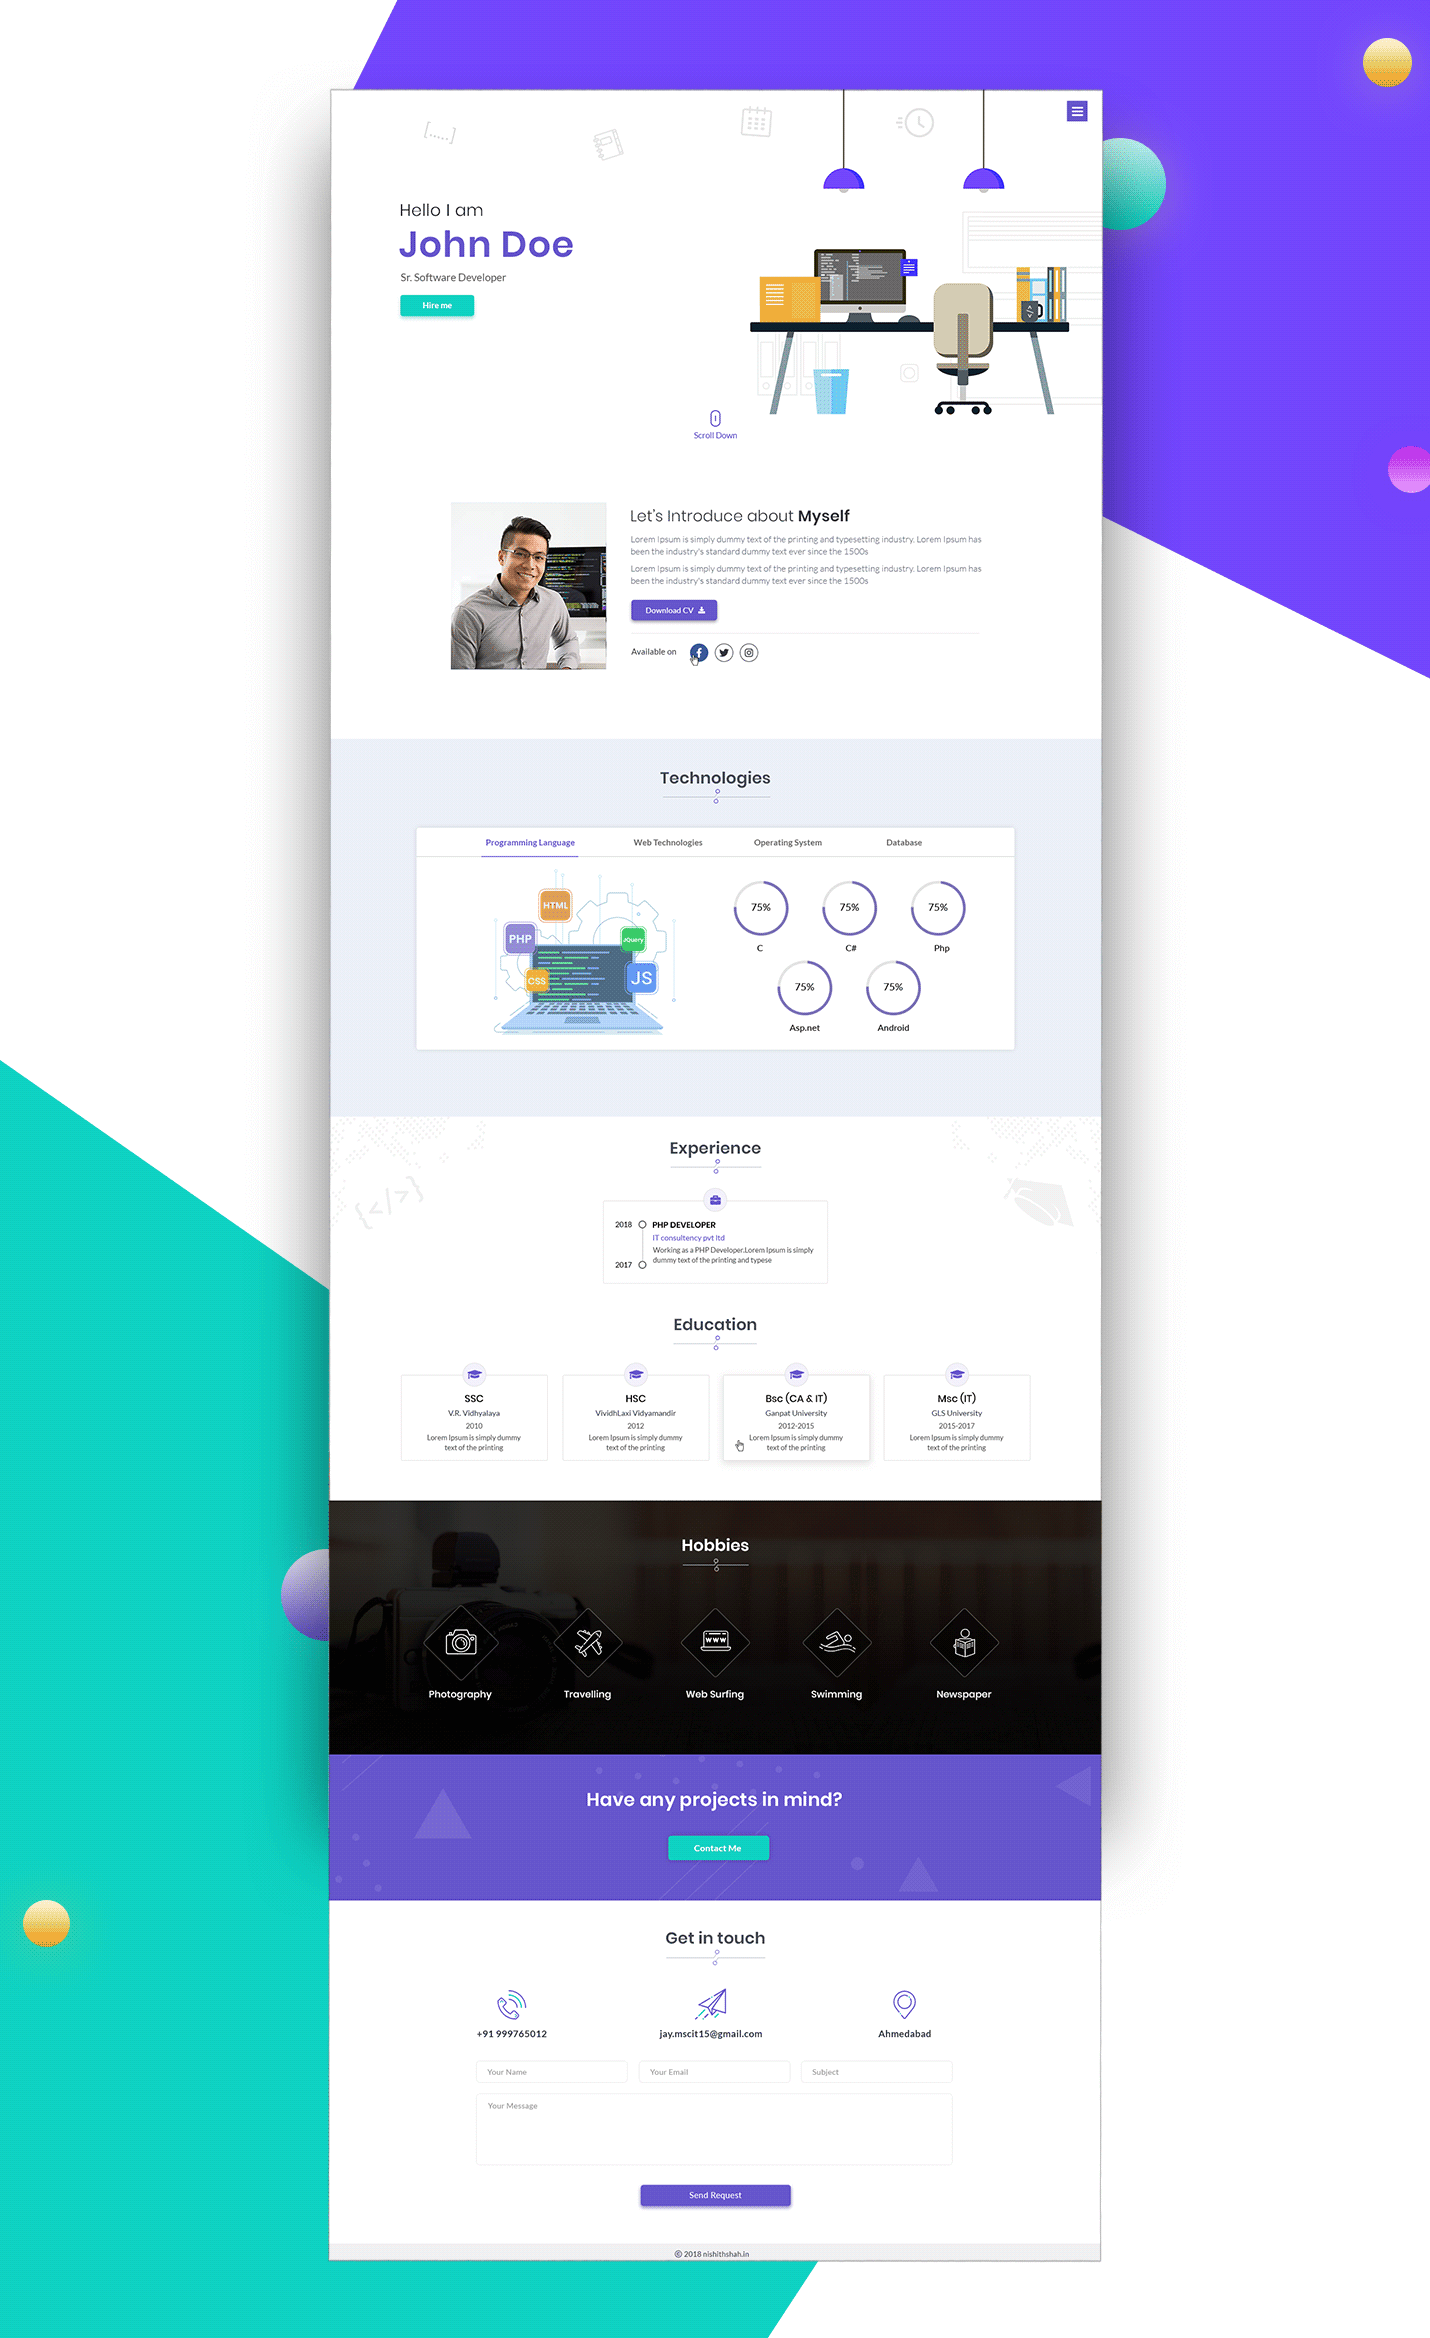 Hello I am
John Doe
Sr. Software Developer
Hire me
Scroll Down
Let's Introduce about Myself
Lorem Ipsum is simply dummy text of the printing and typesetting industry. Lorem Ipsum has
been the industry's standard dummy text ever since the 1500s
Lorem Ipsum is simply dummy text of the printing and typesetting industry. Lorem Ipsum has
been the industry's standard dummy text ever since the 1500s
Download CV
Available on
Technologies
Programming Language Web Technologies Operating System Database
HTML
PHP
JQuery
CSS
JS
75% 75% 75%
C C# Php
75% 75%
Asp.net Android
Experience
2018 PHP DEVELOPER
IT consultency pvt ltd
Working as a PHP Developer.Lorem Ipsum is simply
dummy text of the printing and typese
2017
Education
SSC
V.R. Vidhyalaya
2010
Lorem Ipsum is simply dummy
text of the printing
HSC
VividhLaxi Vidyamandir
2012
Lorem Ipsum is simply dummy
text of the printing
Bsc (CA & IT)
Ganpat University
2012-2015
Lorem Ipsum is simply dummy
text of the printing
Msc (IT)
GLS University
2015-2017
Lorem Ipsum is simply dummy
text of the printing
Hobbies
WWW
Photography Travelling Web Surfing Swimming Newspaper
Have any projects in mind?
Contact Me
Get in touch
+91 999765012 jay.mscit15@gmail.com Ahmedabad
Your Name Your Email Subject
Your Message
Send Request
© 2018 nishithshah.in